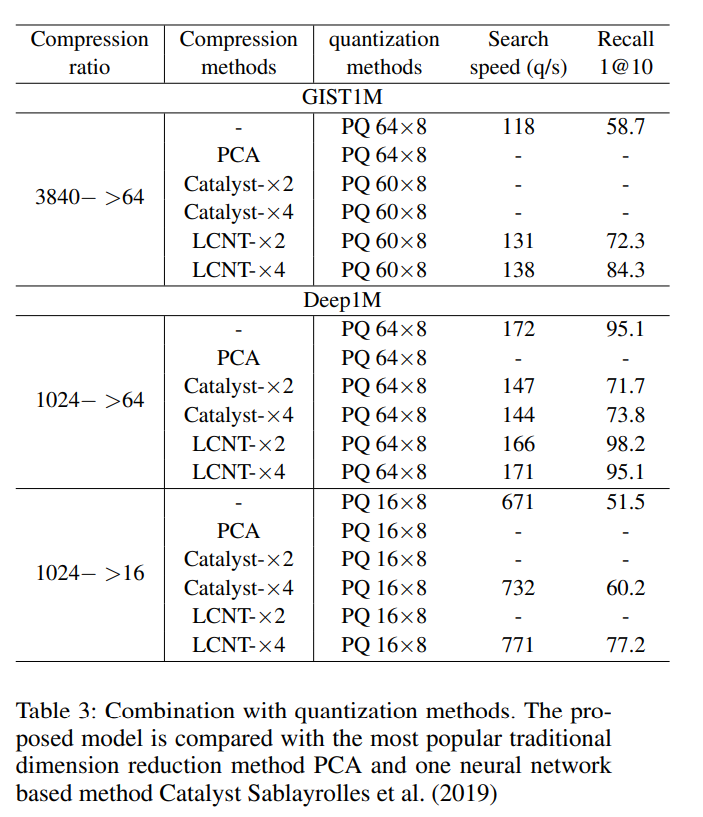 Compression ratio | Compression methods | quantization methods | Search speed (q/s) | Recall 1@10
GIST1M
3840− >64 | - | PQ 64×8 | 118 | 58.7
PCA | PQ 64×8 | - | -
Catalyst-×2 | PQ 60×8 | - | -
Catalyst-×4 | PQ 60×8 | - | -
LCNT-×2 | PQ 60×8 | 131 | 72.3
LCNT-×4 | PQ 60×8 | 138 | 84.3
Deep1M
1024− >64 | - | PQ 64×8 | 172 | 95.1
PCA | PQ 64×8 | - | -
Catalyst-×2 | PQ 64×8 | 147 | 71.7
Catalyst-×4 | PQ 64×8 | 144 | 73.8
LCNT-×2 | PQ 64×8 | 166 | 98.2
LCNT-×4 | PQ 64×8 | 171 | 95.1
1024− >16 | - | PQ 16×8 | 671 | 51.5
PCA | PQ 16×8 | - | -
Catalyst-×2 | PQ 16×8 | - | -
Catalyst-×4 | PQ 16×8 | 732 | 60.2
LCNT-×2 | PQ 16×8 | - | -
LCNT-×4 | PQ 16×8 | 771 | 77.2
Table 3: Combination with quantization methods. The pro-
posed model is compared with the most popular traditional
dimension reduction method PCA and one neural network
based method Catalyst Sablayrolles et al. (2019)